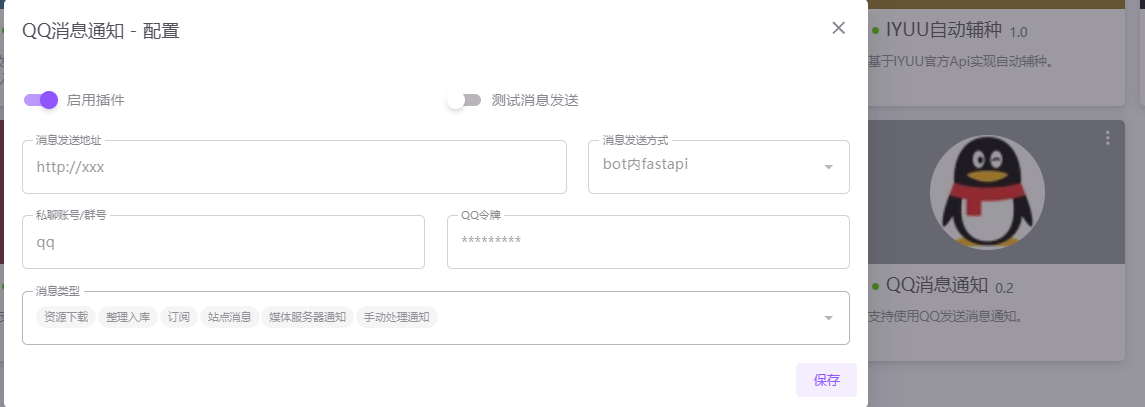 QQ消息通知 - 配置
启用插件
测试消息发送
消息发送地址
http://xxx
消息发送方式
bot内fastapi
私聊账号/群号
qq
QQ令牌
*********
消息类型
资源下载 整理入库 订阅 站点消息 媒体服务器通知 手动处理通知
保存
IYUU自动辅种 1.0
基于IYUU官方Api实现自动辅种。
QQ消息通知 0.2
支持使用QQ发送消息通知。